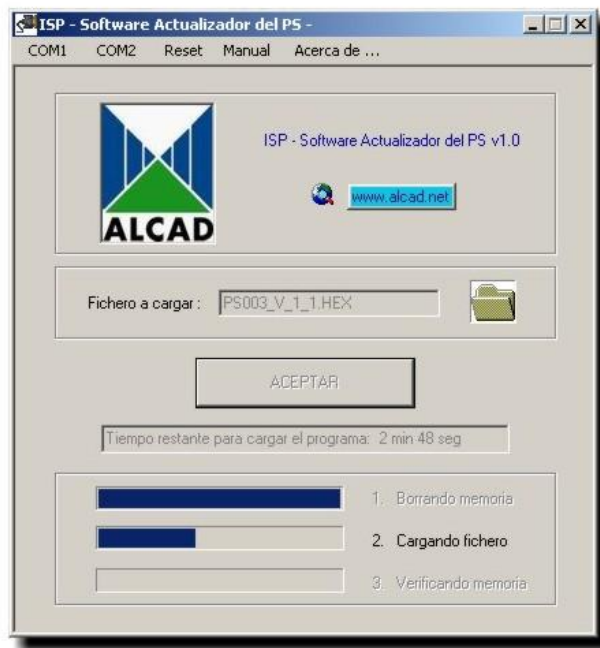 ISP - Software Actualizador del PS -
COM1 COM2 Reset Manual Acerca de ...
ISP - Software Actualizador del PS v1.0
www.alcad.net
ALCAD
Fichero a cargar : PS003_V_1_1.HEX
ACEPTAR
Tiempo restante para cargar el programa: 2 min 48 seg
1. Borrando memoria
2. Cargando fichero
3. Verificando memoria